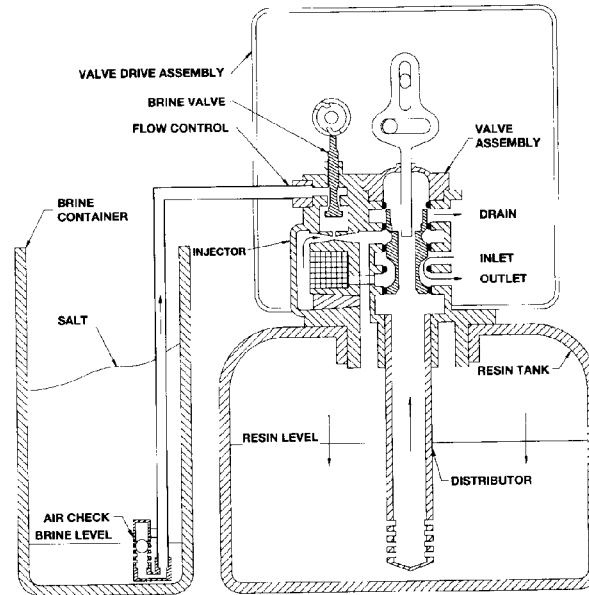 VALVE DRIVE ASSEMBLY
BRINE VALVE
FLOW CONTROL
VALVE
ASSEMBLY
BRINE
CONTAINER
DRAIN
INJECTOR
INLET
OUTLET
SALT
RESIN TANK
RESIN LEVEL
DISTRIBUTOR
AIR CHECK
BRINE LEVEL